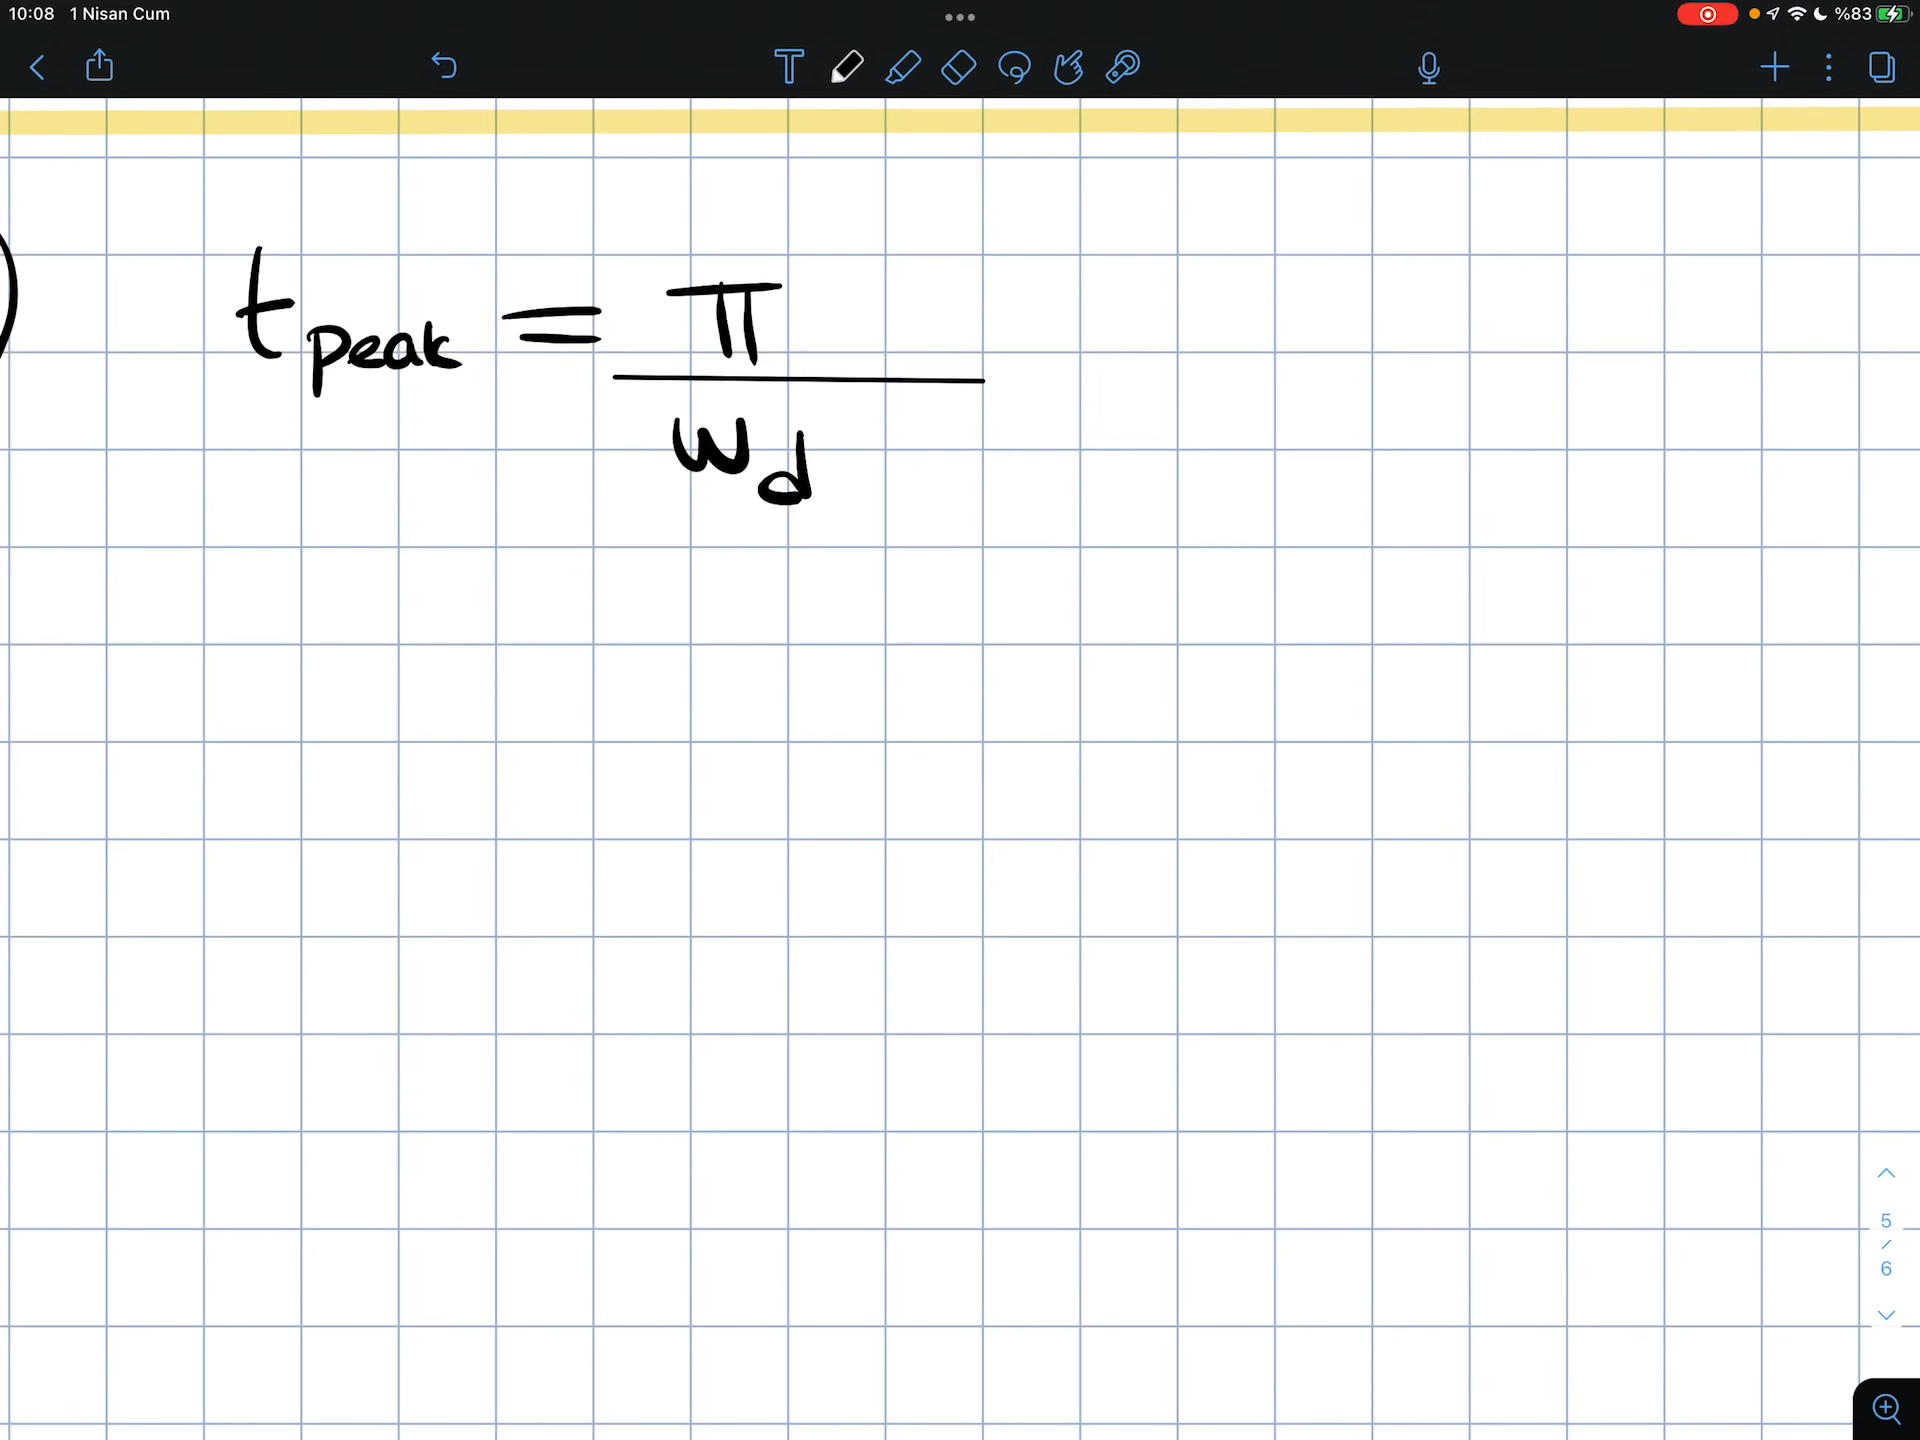 10:08 1 Nisan Cum
%83
) t_peak = π / w_d
5
/
6